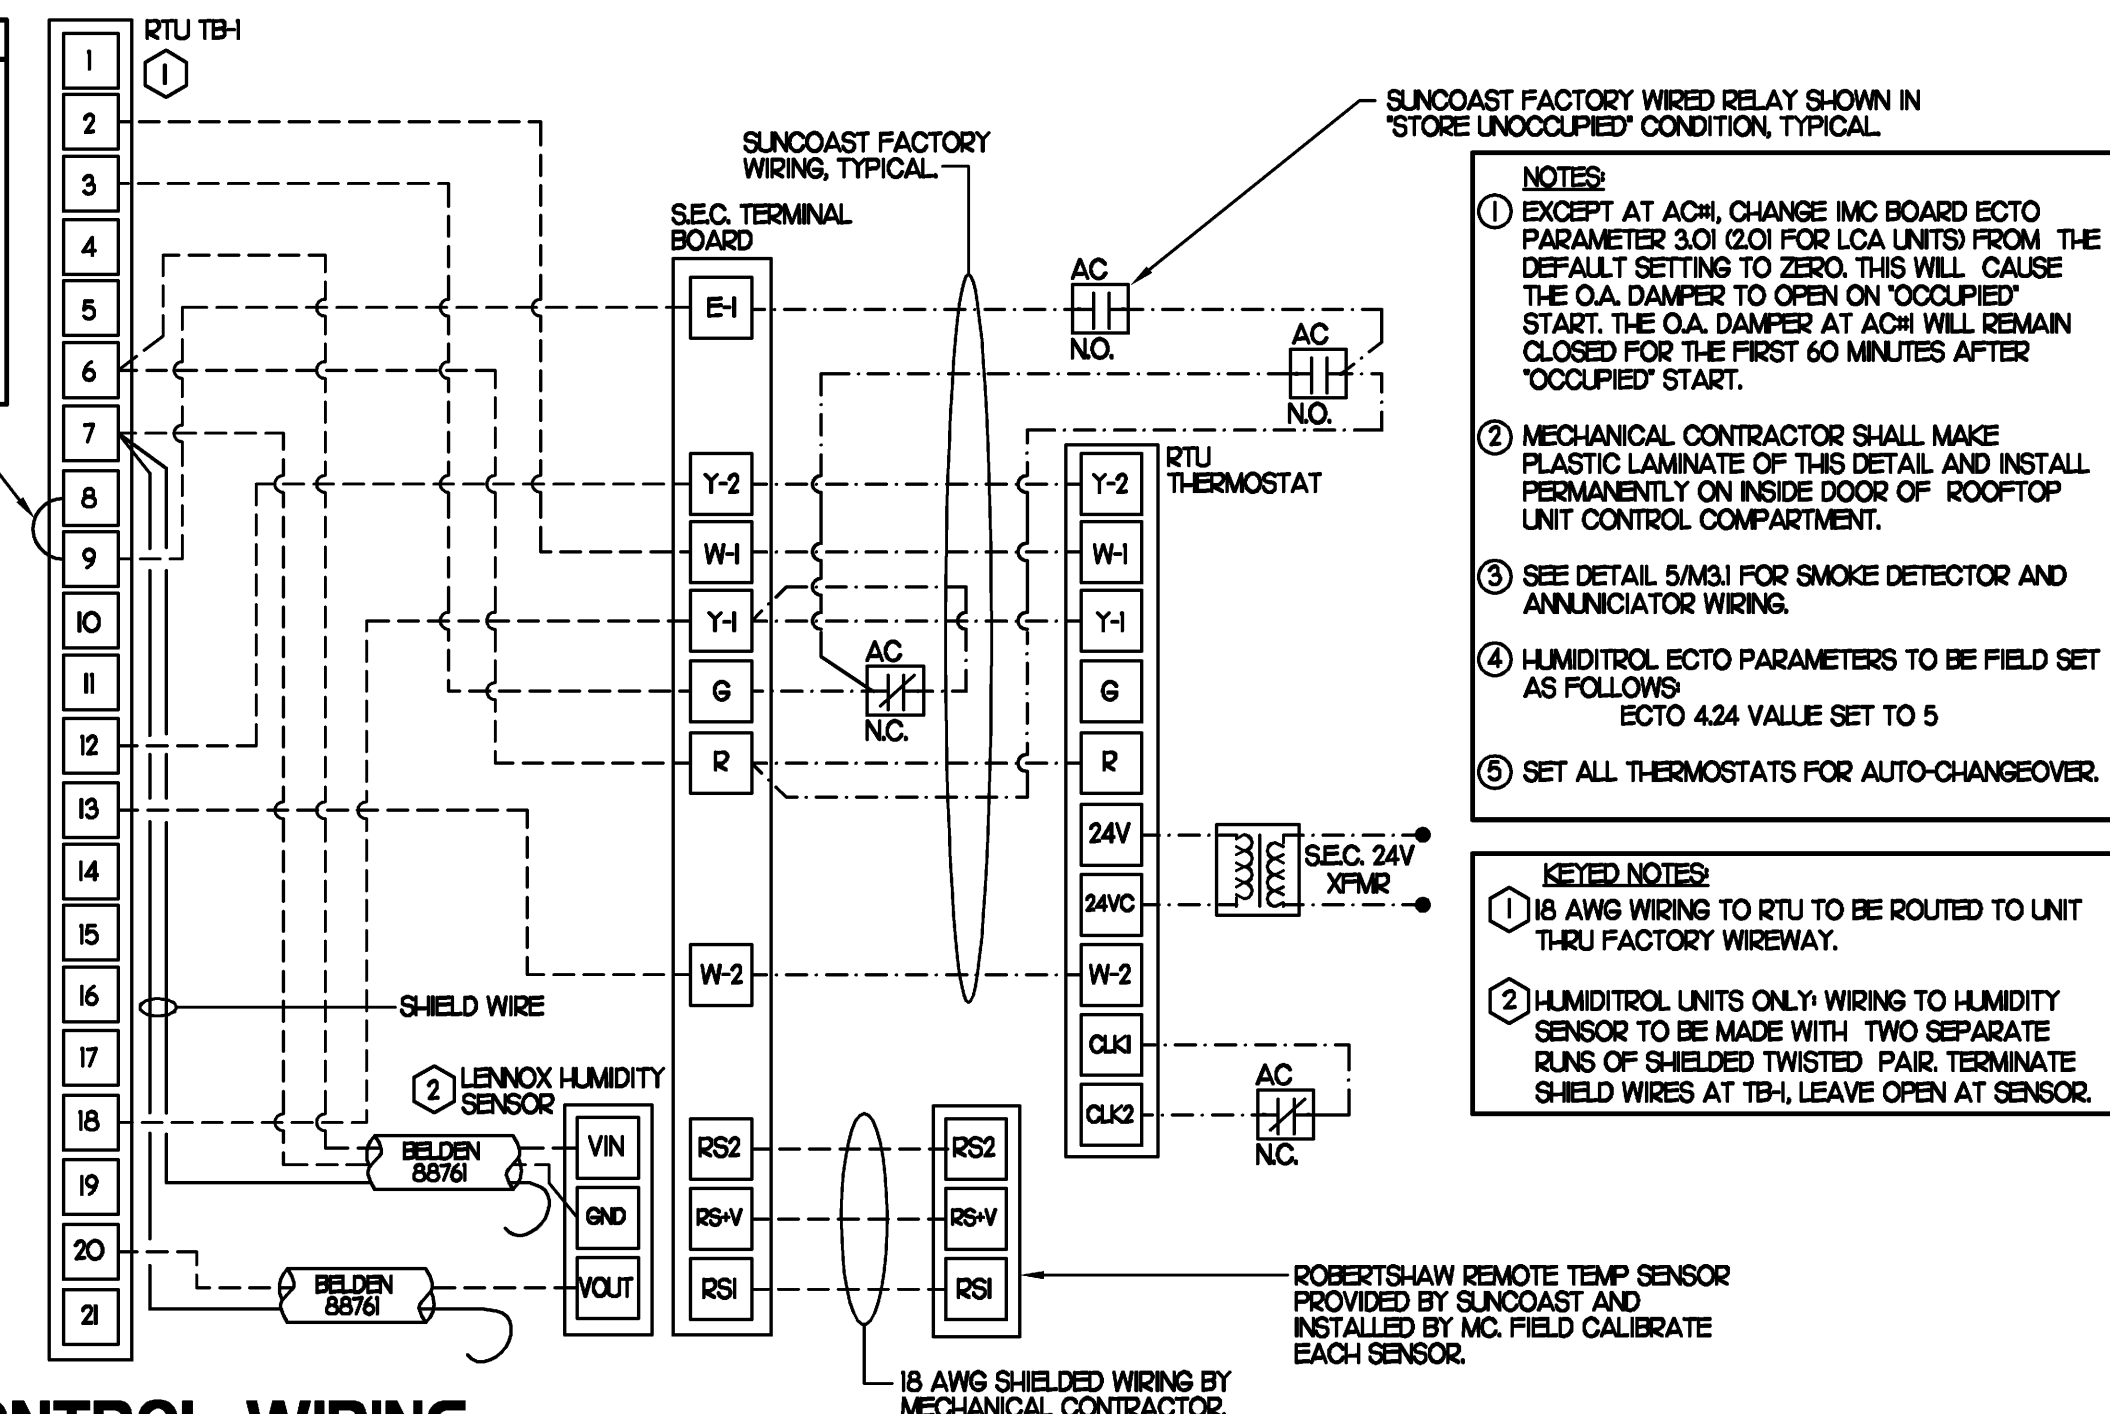 RTU TB-1
1
1
2
3
4
5
6
7
8
9
10
11
12
13
14
15
16
17
18
19
20
21
SUNCOAST FACTORY
WIRING, TYPICAL.
S.E.C. TERMINAL
BOARD
E-1
Y-2
W-1
Y-1
G
R
W-2
RS2
RS+V
RS1
AC
N.O.
AC
N.O.
AC
N.C.
SUNCOAST FACTORY WIRED RELAY SHOWN IN
"STORE UNOCCUPIED" CONDITION, TYPICAL
RTU
THERMOSTAT
Y-2
W-1
Y-1
G
R
24V
24VC
W-2
CLK1
CLK2
S.E.C. 24V
XFMR
AC
N.C.
SHIELD WIRE
2
LENNOX HUMIDITY
SENSOR
VIN
GND
VOUT
BELDEN
88761
BELDEN
88761
RS2
RS+V
RS1
ROBERTSHAW REMOTE TEMP SENSOR
PROVIDED BY SUNCOAST AND
INSTALLED BY MC. FIELD CALIBRATE
EACH SENSOR.
18 AWG SHIELDED WIRING BY
MECHANICAL CONTRACTOR.
NOTES:
1 EXCEPT AT AC#1, CHANGE IMC BOARD ECTO
PARAMETER 3.01 (2.01 FOR LCA UNITS) FROM THE
DEFAULT SETTING TO ZERO. THIS WILL CAUSE
THE O.A. DAMPER TO OPEN ON "OCCUPIED"
START. THE O.A. DAMPER AT AC#1 WILL REMAIN
CLOSED FOR THE FIRST 60 MINUTES AFTER
"OCCUPIED" START.
2 MECHANICAL CONTRACTOR SHALL MAKE
PLASTIC LAMINATE OF THIS DETAIL AND INSTALL
PERMANENTLY ON INSIDE DOOR OF ROOFTOP
UNIT CONTROL COMPARTMENT.
3 SEE DETAIL 5/M3.1 FOR SMOKE DETECTOR AND
ANNUNICIATOR WIRING.
4 HUMIDITROL ECTO PARAMETERS TO BE FIELD SET
AS FOLLOWS:
ECTO 4.24 VALUE SET TO 5
5 SET ALL THERMOSTATS FOR AUTO-CHANGEOVER.
KEYED NOTES:
1 18 AWG WIRING TO RTU TO BE ROUTED TO UNIT
THRU FACTORY WIREWAY.
2 HUMIDITROL UNITS ONLY: WIRING TO HUMIDITY
SENSOR TO BE MADE WITH TWO SEPARATE
RUNS OF SHIELDED TWISTED PAIR. TERMINATE
SHIELD WIRES AT TB-1, LEAVE OPEN AT SENSOR.